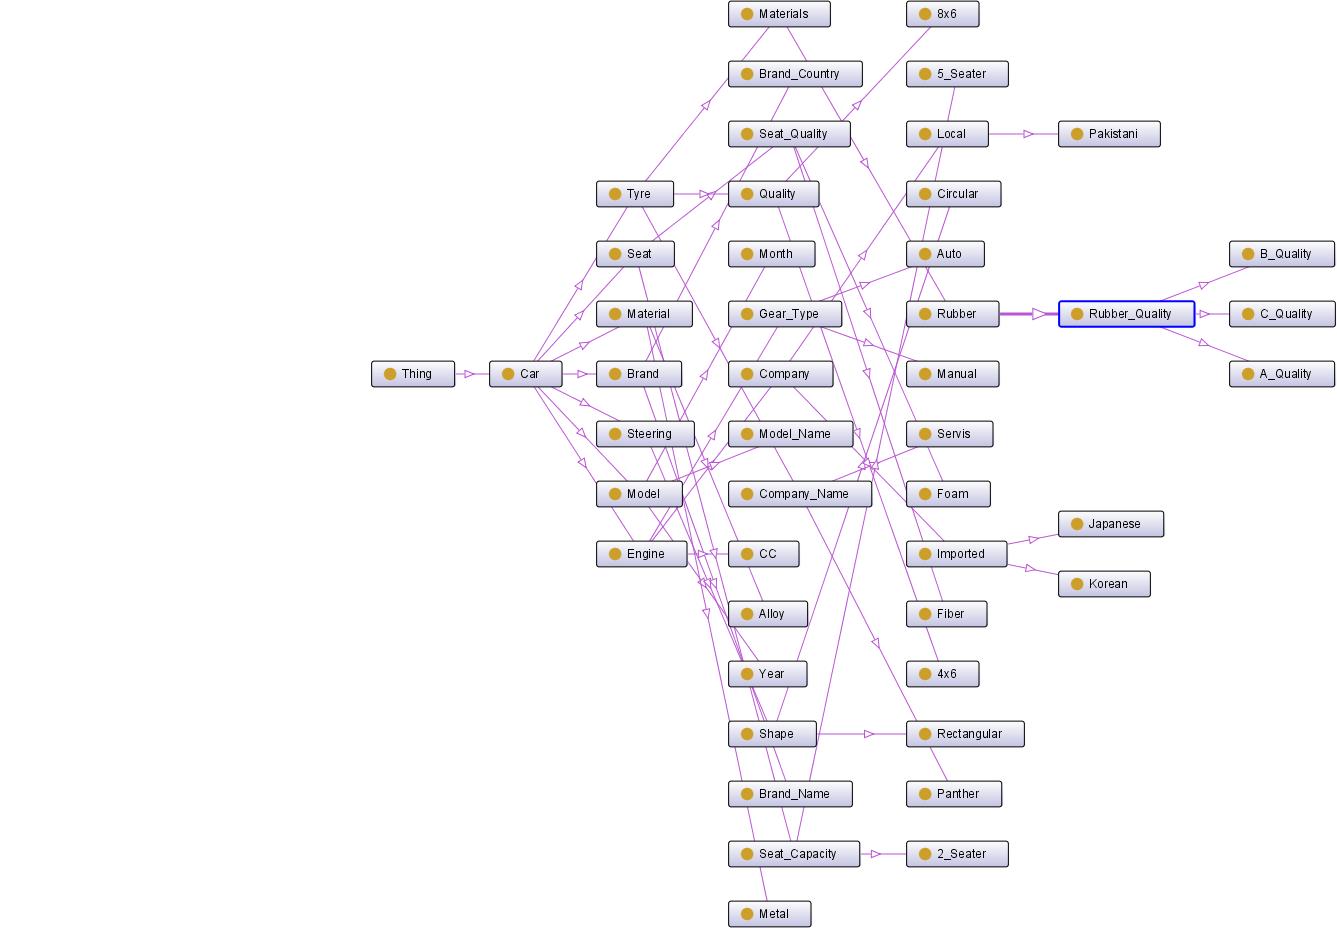 Thing
Car
Tyre
Seat
Material
Brand
Steering
Model
Engine
Materials
Brand_Country
Seat_Quality
Quality
Month
Gear_Type
Company
Model_Name
Company_Name
CC
Alloy
Year
Shape
Brand_Name
Seat_Capacity
Metal
8x6
5_Seater
Local
Circular
Auto
Rubber
Manual
Servis
Foam
Imported
Fiber
4x6
Rectangular
Panther
2_Seater
Pakistani
Rubber_Quality
Japanese
Korean
B_Quality
C_Quality
A_Quality